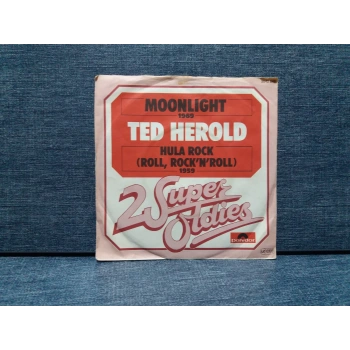 MOONLIGHT
1960
TED HEROLD
HULA ROCK
(ROLL, ROCK'N'ROLL)
1959
2 Super
Oldies
Polydor